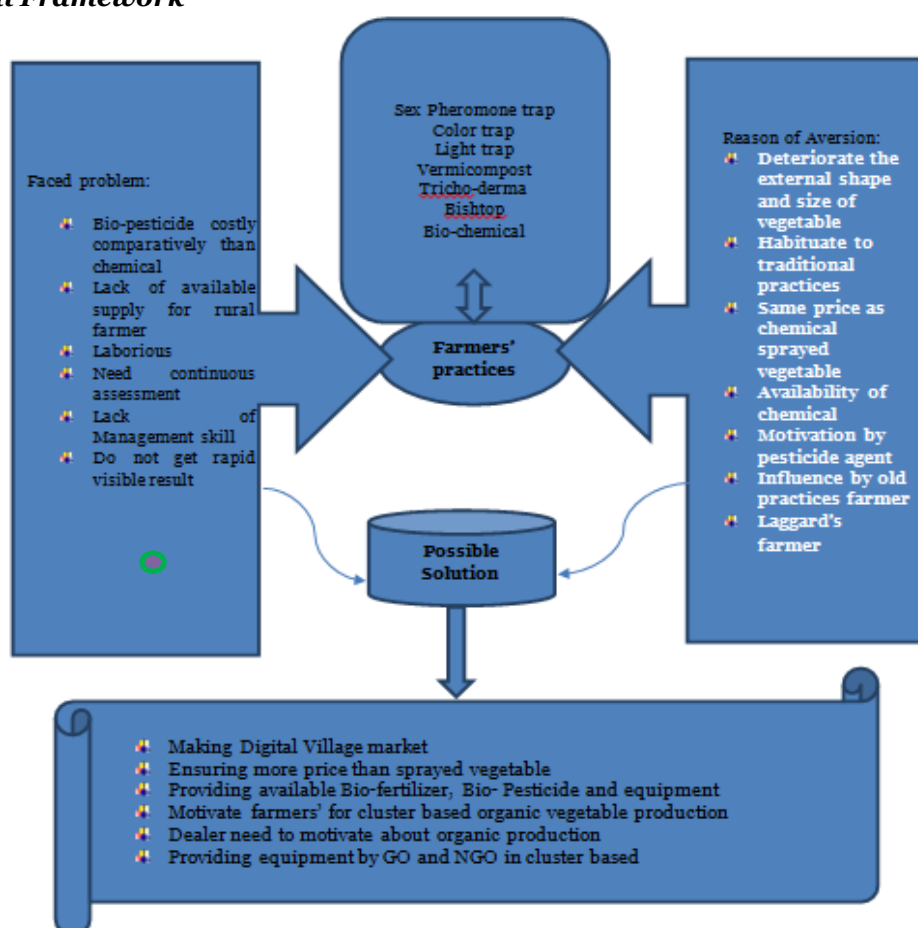 Framework
Sex Pheromone trap
Color trap
Light trap
Vermicompost
Tricho-derma
Bishtop
Bio-chemical
Faced problem:
Bio-pesticide costly
comparatively than
chemical
Lack of available
supply for rural
farmer
Laborious
Need continuous
assessment
Lack of
Management skill
Do not get rapid
visible result
Farmers'
practices
Reason of Aversion:
Deteriorate the
external shape
and size of
vegetable
Habituate to
traditional
practices
Same price as
chemical
sprayed
vegetable
Availability of
chemical
Motivation by
pesticide agent
Influence by old
practices farmer
Laggard's
farmer
Possible
Solution
Making Digital Village market
Ensuring more price than sprayed vegetable
Providing available Bio-fertilizer, Bio- Pesticide and equipment
Motivate farmers' for cluster based organic vegetable production
Dealer need to motivate about organic production
Providing equipment by GO and NGO in cluster based